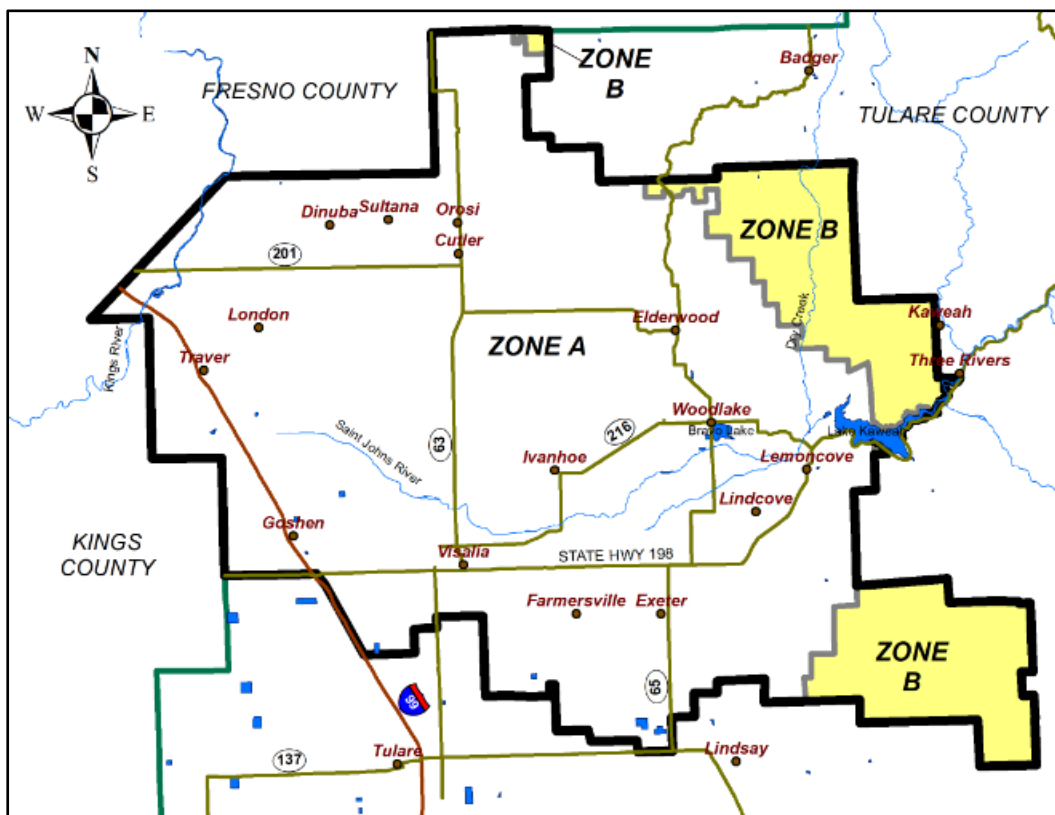 ZONE
B
Badger
N
FRESNO COUNTY
W
E
TULARE COUNTY
S
Dinuba
Sultana
Orosi
ZONE B
Cutler
201
London
Elderwood
Kaweah
Kings River
ZONE A
Dry Creek
Traver
Three Rivers
Woodlake
Bravo Lake
Lake Kaweah
216
63
Saint Johns River
Ivanhoe
Lemoncove
Lindcove
Goshen
KINGS
COUNTY
Visalia
STATE HWY 198
Farmersville
Exeter
ZONE
B
65
99
Tulare
Lindsay
137